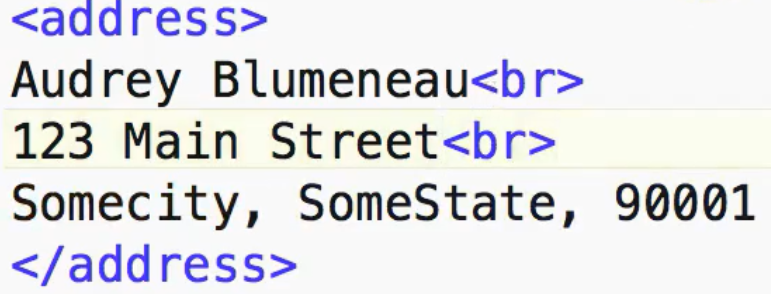 <address>
Audrey Blumeneau<br>
123 Main Street<br>
Somecity, SomeState, 90001
</address>